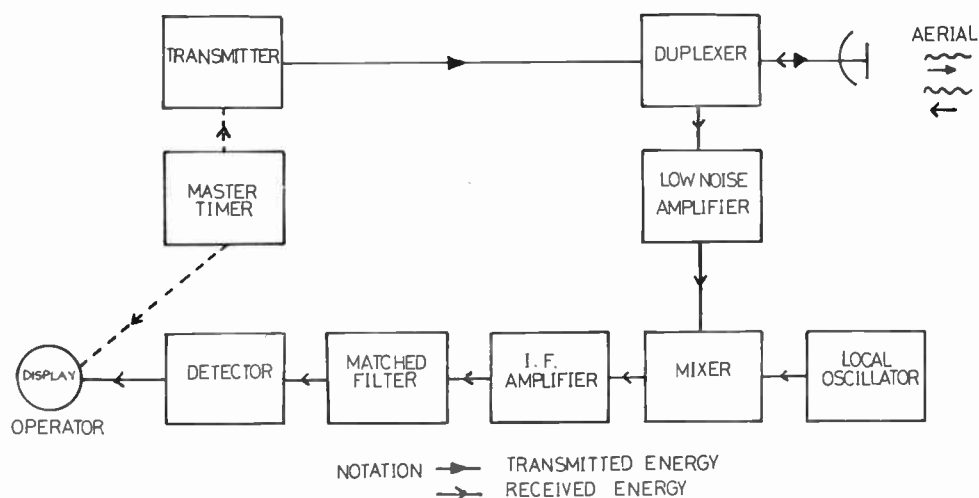 TRANSMITTER
DUPLEXER
AERIAL
MASTER
TIMER
LOW NOISE
AMPLIFIER
DISPLAY
OPERATOR
DETECTOR
MATCHED
FILTER
I. F.
AMPLIFIER
MIXER
LOCAL
OSCILLATOR
NOTATION TRANSMITTED ENERGY
RECEIVED ENERGY